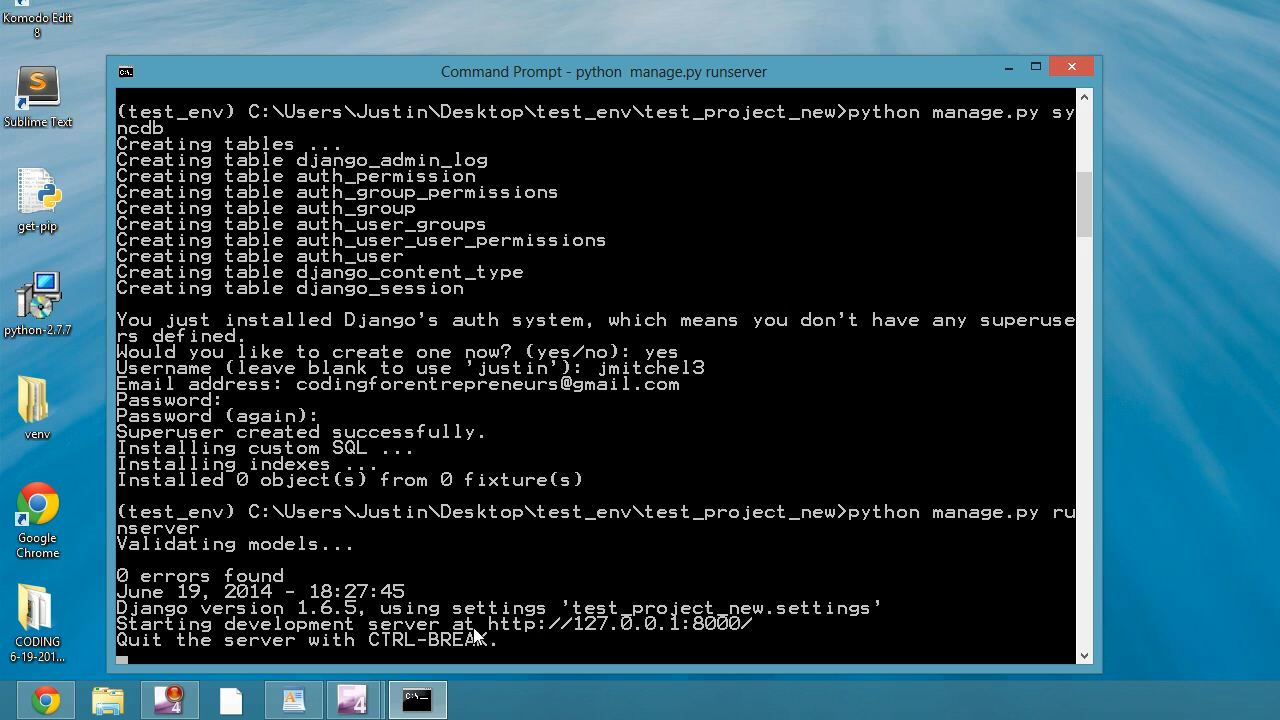 Komodo Edit
8
Sublime Text
get-pip
python-2.7.7
venv
Google
Chrome
CODING
6-19-201...
Command Prompt - python  manage.py runserver
(test_env) C:\Users\Justin\Desktop\test_env\test_project_new>python manage.py sy
ncdb
Creating tables ...
Creating table django_admin_log
Creating table auth_permission
Creating table auth_group_permissions
Creating table auth_group
Creating table auth_user_groups
Creating table auth_user_user_permissions
Creating table auth_user
Creating table django_content_type
Creating table django_session
You just installed Django's auth system, which means you don't have any superuse
rs defined.
Would you like to create one now? (yes/no): yes
Username (leave blank to use 'justin'): jmitchel3
Email address: codingforentrepreneurs@gmail.com
Password:
Password (again):
Superuser created successfully.
Installing custom SQL ...
Installing indexes ...
Installed 0 object(s) from 0 fixture(s)
(test_env) C:\Users\Justin\Desktop\test_env\test_project_new>python manage.py ru
nserver
Validating models...
0 errors found
June 19, 2014 - 18:27:45
Django version 1.6.5, using settings 'test_project_new.settings'
Starting development server at http://127.0.0.1:8000/
Quit the server with CTRL-BREAK.